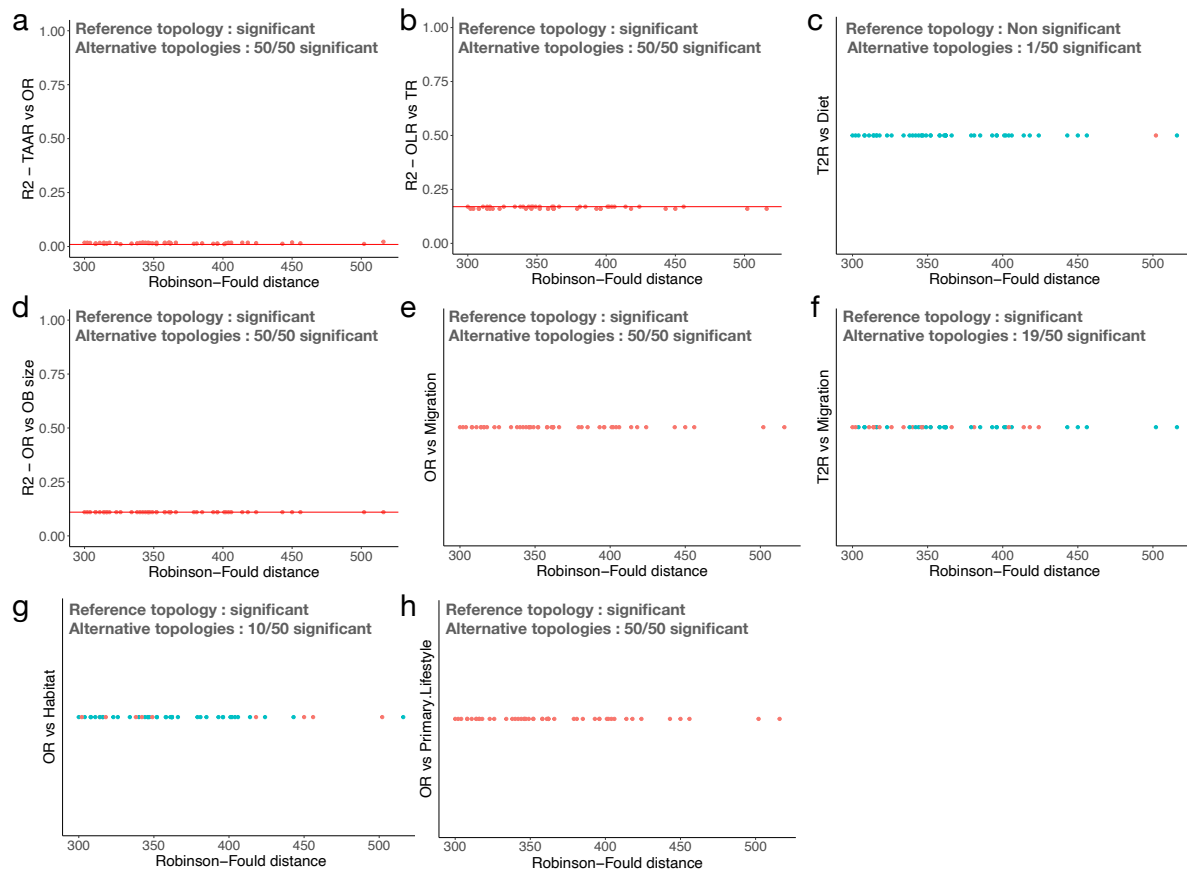 a
Reference topology : significant
Alternative topologies : 50/50 significant
R2 – TAAR vs OR
1.00
0.75
0.50
0.25
0.00
300 350 400 450 500
Robinson–Fould distance
b
Reference topology : significant
Alternative topologies : 50/50 significant
R2 – OLR vs TR
1.00
0.75
0.50
0.25
0.00
300 350 400 450 500
Robinson–Fould distance
c
Reference topology : Non significant
Alternative topologies : 1/50 significant)
T2R vs Diet
300 350 400 450 500
Robinson–Fould distance
d
Reference topology : significant
Alternative topologies : 50/50 significant
R2 – OR vs OB size
1.00
0.75
0.50
0.25
0.00
300 350 400 450 500
Robinson–Fould distance
e
Reference topology : significant
Alternative topologies : 50/50 significant)
OR vs Migration
300 350 400 450 500
Robinson–Fould distance
f
Reference topology : significant
Alternative topologies : 19/50 significant)
T2R vs Migration
300 350 400 450 500
Robinson–Fould distance
g
Reference topology : significant
Alternative topologies : 10/50 significant)
OR vs Habitat
300 350 400 450 500
Robinson–Fould distance
h
Reference topology : significant
Alternative topologies : 50/50 significant)
OR vs Primary.Lifestyle
300 350 400 450 500
Robinson–Fould distance